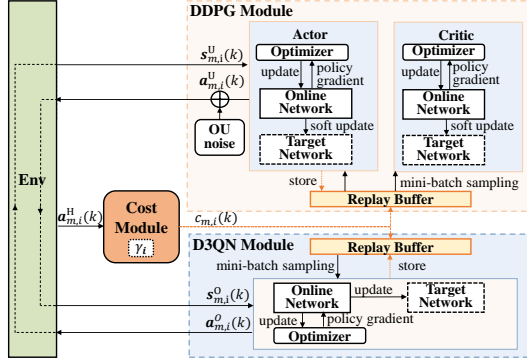 DDPG Module
Actor
Critic
Optimizer
Optimizer
update
policy
gradient
update
policy
gradient
Online
Network
Online
Network
soft update
soft update
Target
Network
Target
Network
OU
noise
store
mini-batch sampling
Replay Buffer
s^U_{m,i}(k)
a^U_{m,i}(k)
Env
a^H_{m,i}(k)
Cost
Module
γ_i
c_{m,i}(k)
D3QN Module
Replay Buffer
mini-batch sampling
store
s^O_{m,i}(k)
a^O_{m,i}(k)
Online
Network
update
Target
Network
update
policy gradient
Optimizer